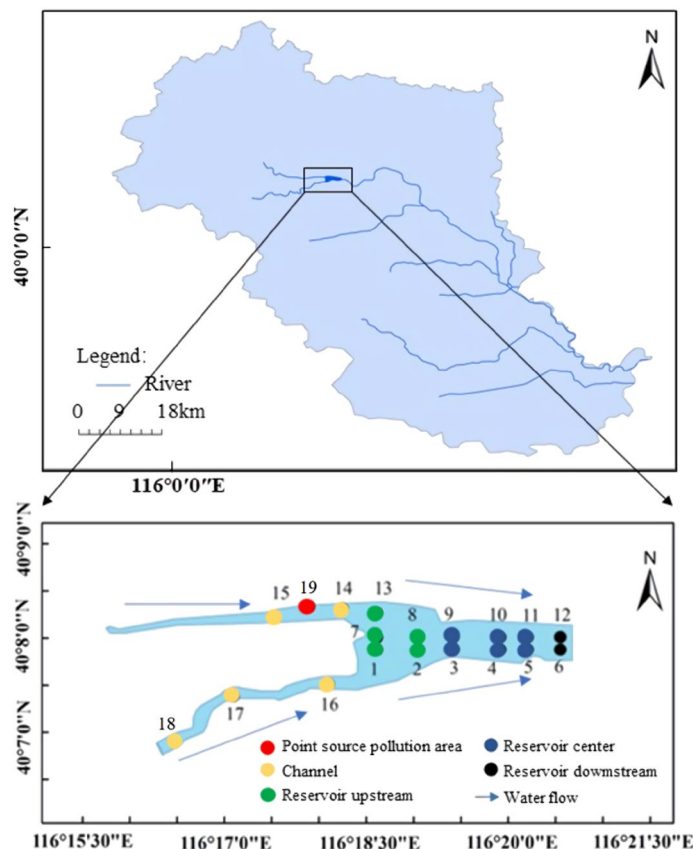 N
40°0′0″N
Legend:
River
0 9 18km
116°0′0″E
N
40°9′0″N
40°8′0″N
40°7′0″N
15 19 14 13
7 8 9 10 11 12
1 2 3 4 5 6
18 17 16
Point source pollution area
Channel
Reservoir upstream
Reservoir center
Reservoir dowmstream
Water flow
116°15′30″E 116°17′0″E 116°18′30″E 116°20′0″E 116°21′30″E